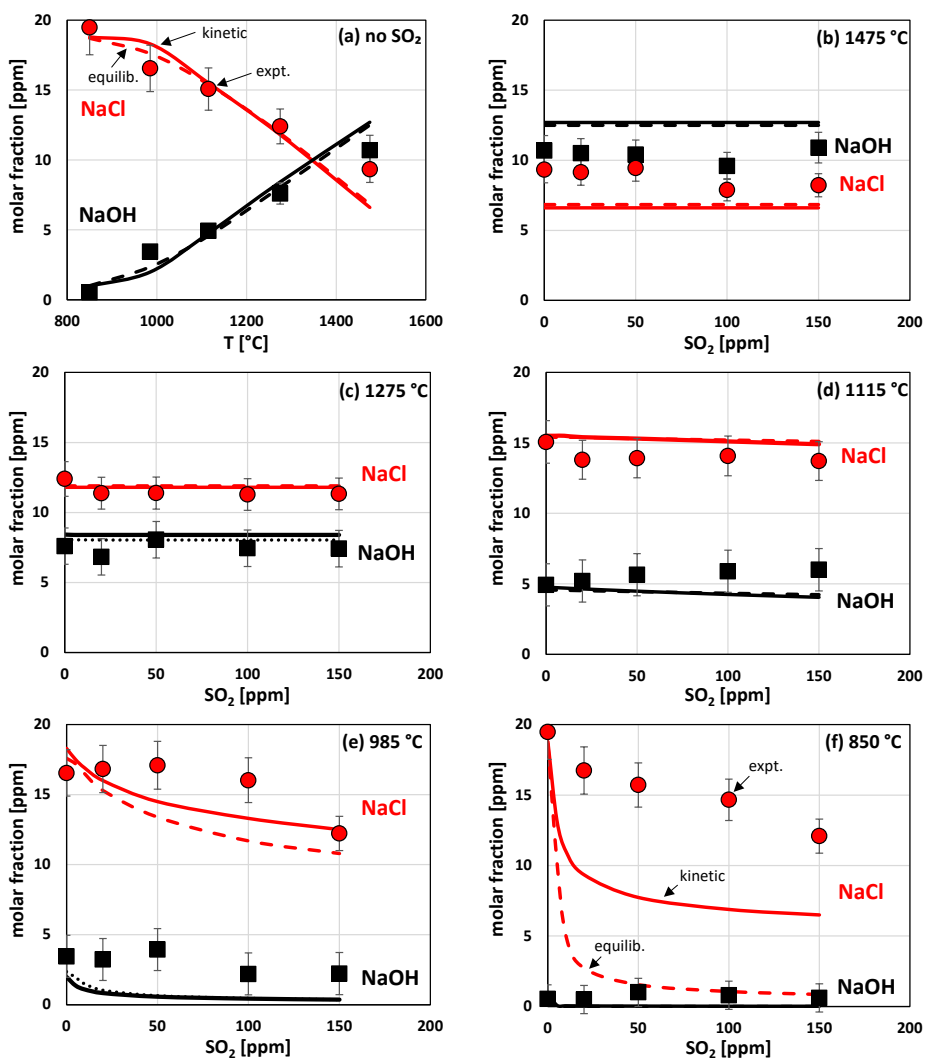 (a) no SO₂
kinetic
equilib.
expt.
NaCl
NaOH
molar fraction [ppm]
20
15
10
5
0
800 1000 1200 1400 1600
T [°C]
(b) 1475 °C
NaOH
NaCl
molar fraction [ppm]
20
15
10
5
0
0 50 100 150 200
SO₂ [ppm]
(c) 1275 °C
NaCl
NaOH
molar fraction [ppm]
20
15
10
5
0
0 50 100 150 200
SO₂ [ppm]
(d) 1115 °C
NaCl
NaOH
molar fraction [ppm]
20
15
10
5
0
0 50 100 150 200
SO₂ [ppm]
(e) 985 °C
NaCl
NaOH
molar fraction [ppm]
20
15
10
5
0
0 50 100 150 200
SO₂ [ppm]
(f) 850 °C
expt.
kinetic
NaCl
equilib.
NaOH
molar fraction [ppm]
20
15
10
5
0
0 50 100 150 200
SO₂ [ppm]